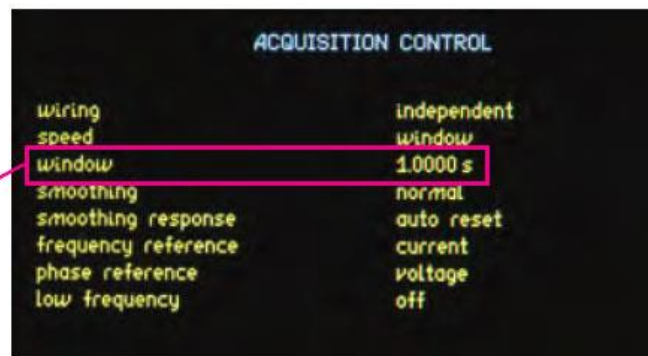 ACQUISITION CONTROL
wiring independent
speed window
window 1.0000 s
smoothing normal
smoothing response auto reset
frequency reference current
phase reference voltage
low frequency off